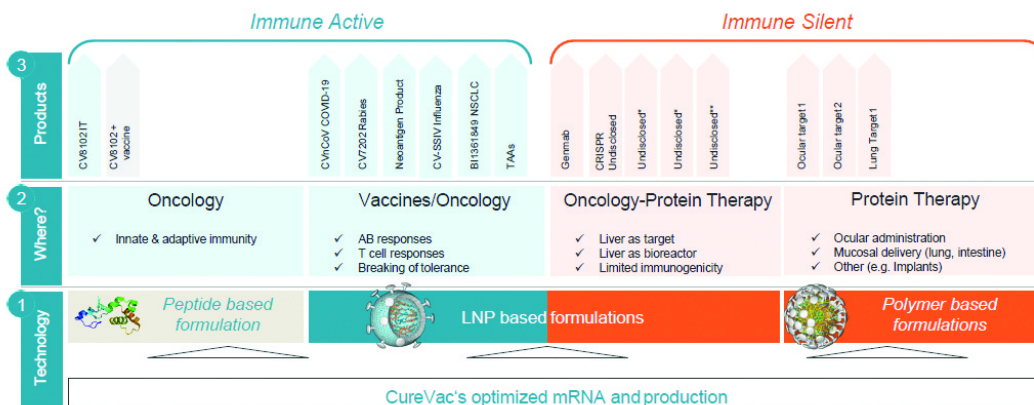 Immune Active
Immune Silent
3
Products
CV8102 IT
CV8102 +
vaccine
CVnCoV COVID-19
CV7202 Rabies
Neoantigen Product
CV-SSIV Influenza
BI1361849 NSCLC
TAAs
Genmab
CRISPR
Undisclosed
Undisclosed*
Undisclosed*
Undisclosed**
Ocular target 1
Ocular target 2
Lung Target 1
2
Where?
Oncology
✓ Innate & adaptive immunity
Vaccines/Oncology
✓ AB responses
✓ T cell responses
✓ Breaking of tolerance
Oncology-Protein Therapy
✓ Liver as target
✓ Liver as bioreactor
✓ Limited immunogenicity
Protein Therapy
✓ Ocular administration
✓ Mucosal delivery (lung, intestine)
✓ Other (e.g. Implants)
1
Technology
Peptide based
formulation
LNP based formulations
Polymer based
formulations
CureVac's optimized mRNA and production